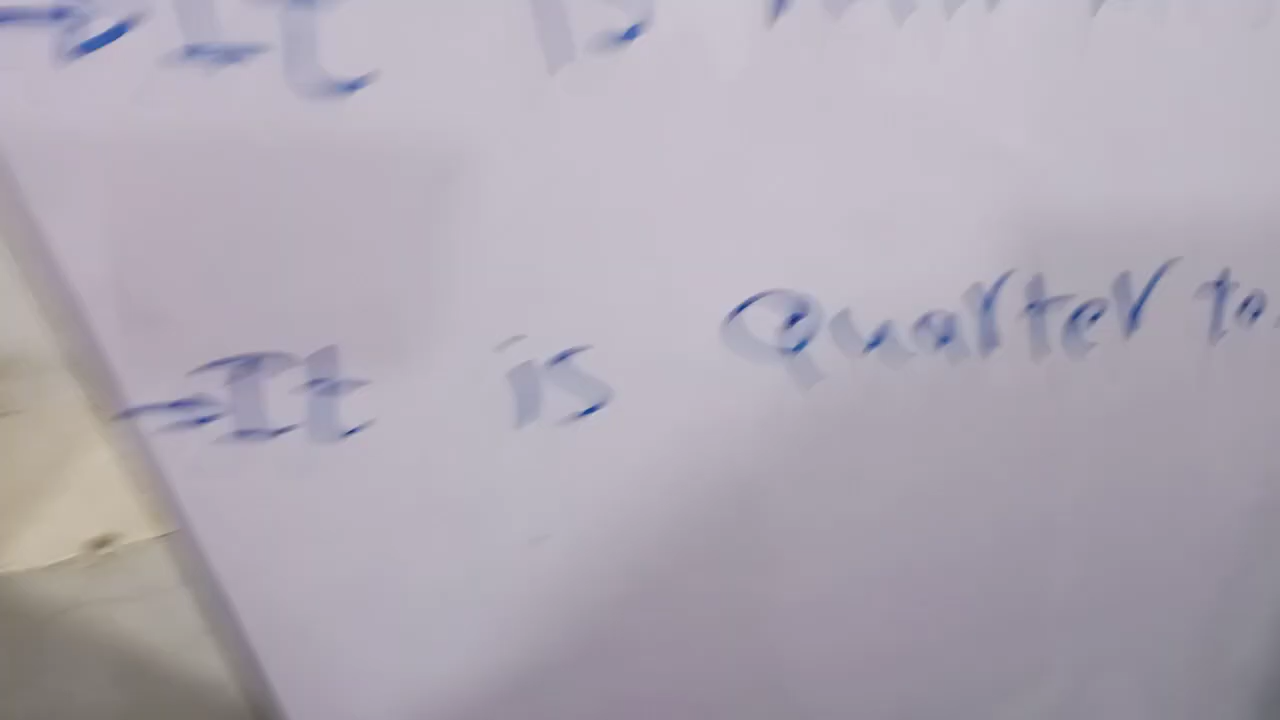 →It is
→It is Quarter to